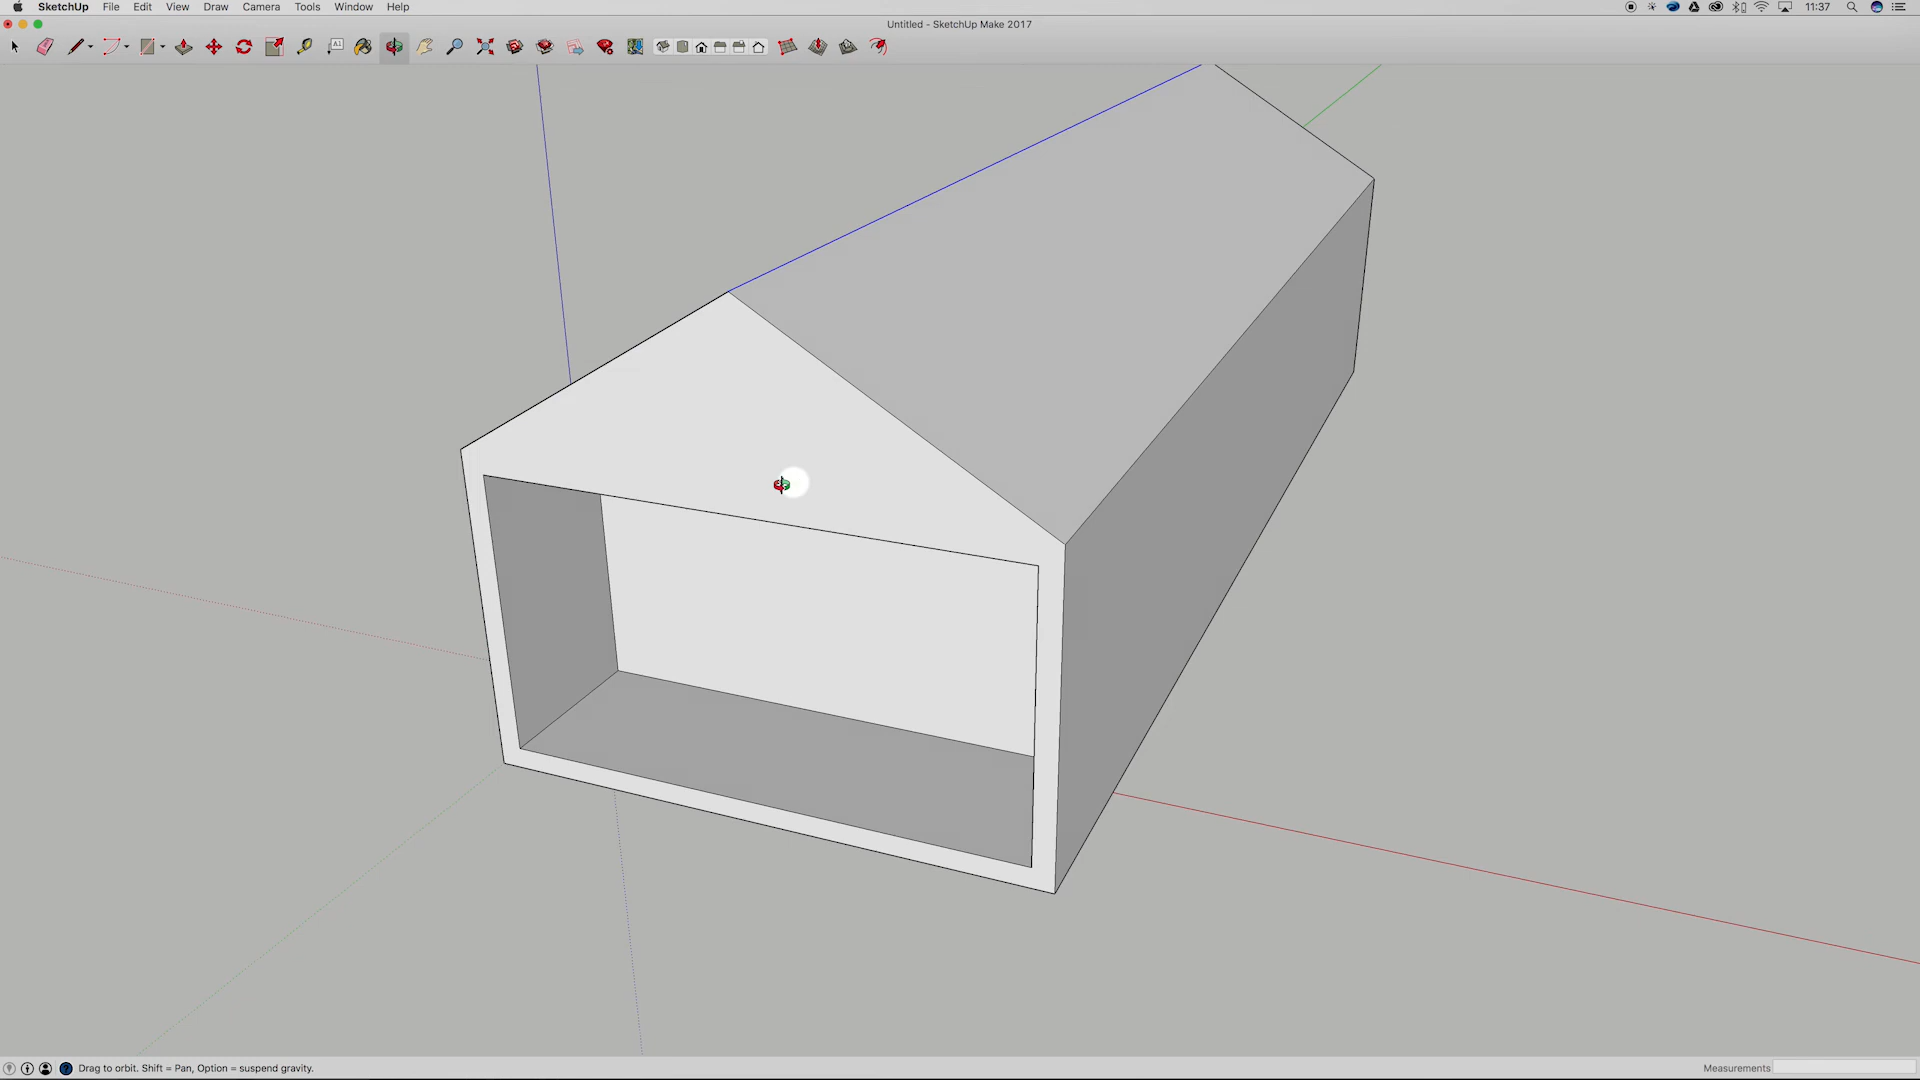 SketchUp File Edit View Draw Camera Tools Window Help 11:37
Untitled - SketchUp Make 2017
A1
Drag to orbit. Shift = Pan, Option = suspend gravity. Measurements